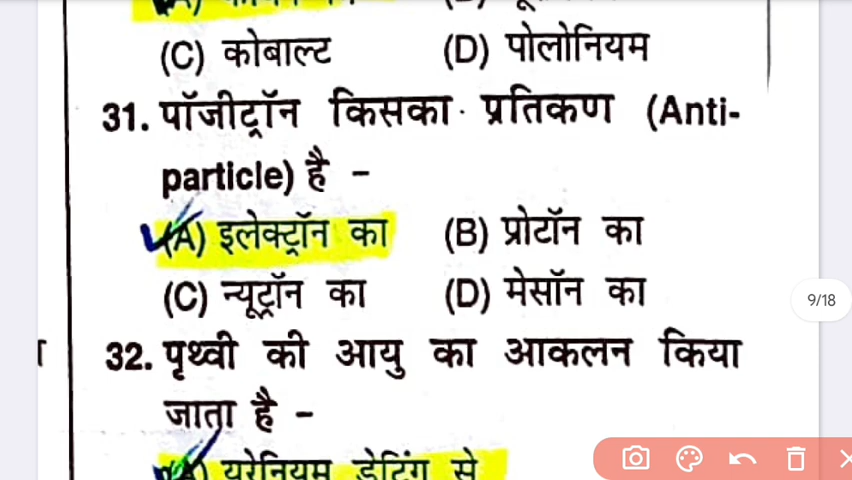 (C) कोबाल्ट (D) पोलोनियम
31. पॉजीट्रॉन किसका प्रतिकण (Anti-
particle) है –
(A) इलेक्ट्रॉन का (B) प्रोटॉन का
(C) न्यूट्रॉन का (D) मेसॉन का
9/18
32. पृथ्वी की आयु का आकलन किया
जाता है –
(A) यूरेनियम डेटिंग से